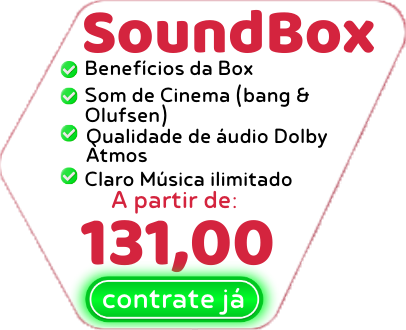 SoundBox
Benefícios da Box
Som de Cinema (bang &
Olufsen)
Qualidade de áudio Dolby
Átmos
Claro Música ilimitado
A partir de:
131,00
contrate já